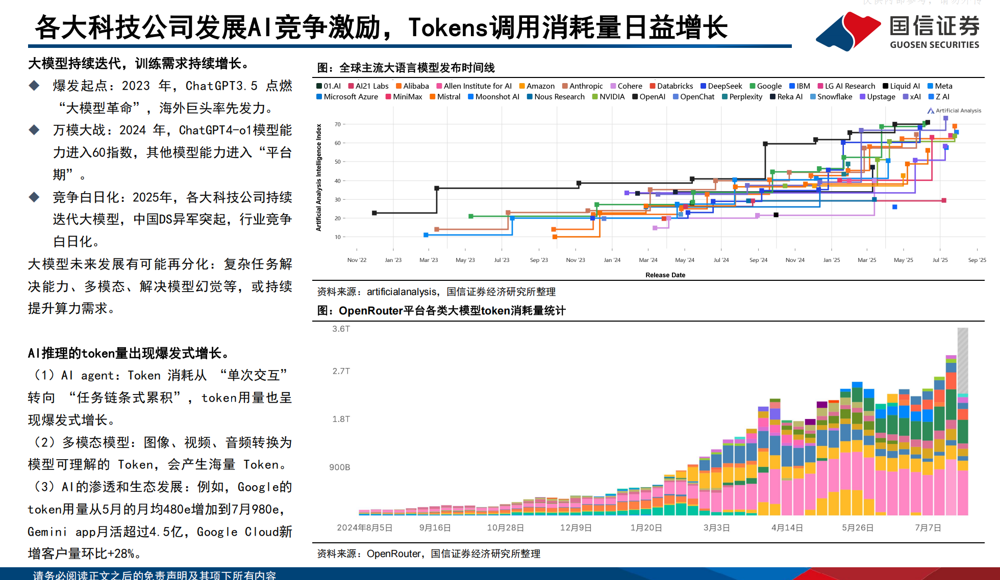 仅供内部参考，请勿外传
各大科技公司发展AI竞争激励，Tokens调用消耗量日益增长
国信证券
GUOSEN SECURITIES
大模型持续迭代，训练需求持续增长。
◆ 爆发起点：2023 年，ChatGPT3.5 点燃
“大模型革命”，海外巨头率先发力。
◆ 万模大战：2024 年，ChatGPT4-o1模型能
力进入60指数，其他模型能力进入“平台
期”。
◆ 竞争白日化：2025年，各大科技公司持续
迭代大模型，中国DS异军突起，行业竞争
白日化。
大模型未来发展有可能再分化：复杂任务解
决能力、多模态、解决模型幻觉等，或持续
提升算力需求。
AI推理的token量出现爆发式增长。
（1）AI agent：Token 消耗从 “单次交互”
转向 “任务链条式累积”，token用量也呈
现爆发式增长。
（2）多模态模型：图像、视频、音频转换为
模型可理解的 Token，会产生海量 Token。
（3）AI的渗透和生态发展：例如，Google的
token用量从5月的月均480e增加到7月980e，
Gemini app月活超过4.5亿，Google Cloud新
增客户量环比+28%。
图：全球主流大语言模型发布时间线
01.AI AI21 Labs Alibaba Allen Institute for AI Amazon Anthropic Cohere Databricks DeepSeek Google IBM LG AI Research Liquid AI Meta
Microsoft Azure MiniMax Mistral Moonshot AI Nous Research NVIDIA OpenAI OpenChat Perplexity Reka AI Snowflake Upstage xAI Z AI
Artificial Analysis
Artificial Analysis Intelligence Index
70
60
50
40
30
20
10
Nov '22 Jan '23 Mar '23 May '23 Jul '23 Sep '23 Nov '23 Jan '24 Mar '24 May '24 Jul '24 Sep '24 Nov '24 Jan '25 Mar '25 May '25 Jul '25 Sep '25
Release Date
资料来源：artificialanalysis，国信证券经济研究所整理
图：OpenRouter平台各类大模型token消耗量统计
3.6T
2.7T
1.8T
900B
2024年8月5日 9月16日 10月28日 12月9日 1月20日 3月3日 4月14日 5月26日 7月7日
资料来源：OpenRouter，国信证券经济研究所整理
请务必阅读正文之后的免责声明及其项下所有内容